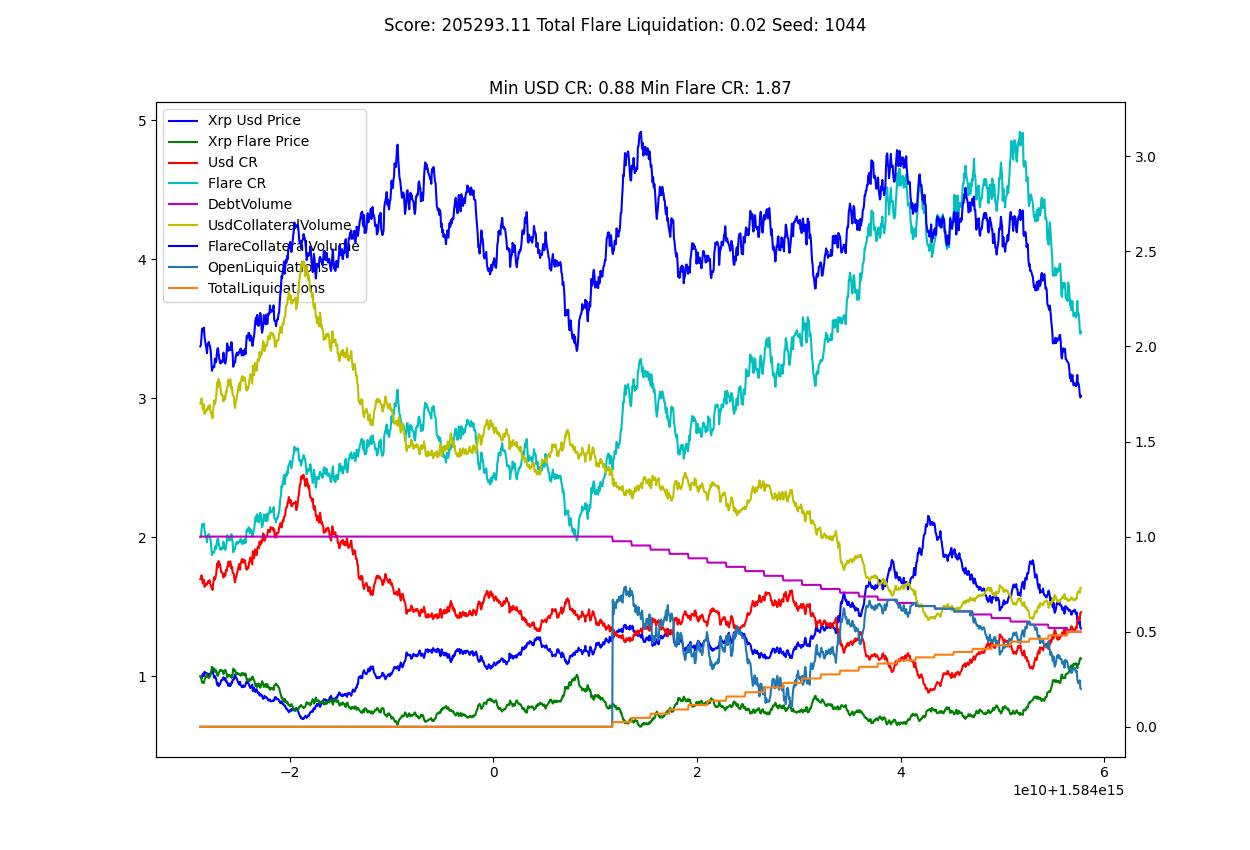 Score: 205293.11 Total Flare Liquidation: 0.02 Seed: 1044
Min USD CR: 0.88 Min Flare CR: 1.87
Xrp Usd Price
Xrp Flare Price
Usd CR
Flare CR
DebtVolume
UsdCollateralVolume
FlareCollateralVolume
OpenLiquidations
TotalLiquidations
5
4
3
2
1
3.0
2.5
2.0
1.5
1.0
0.5
0.0
−2
0
2
4
6
1e10+1.584e15